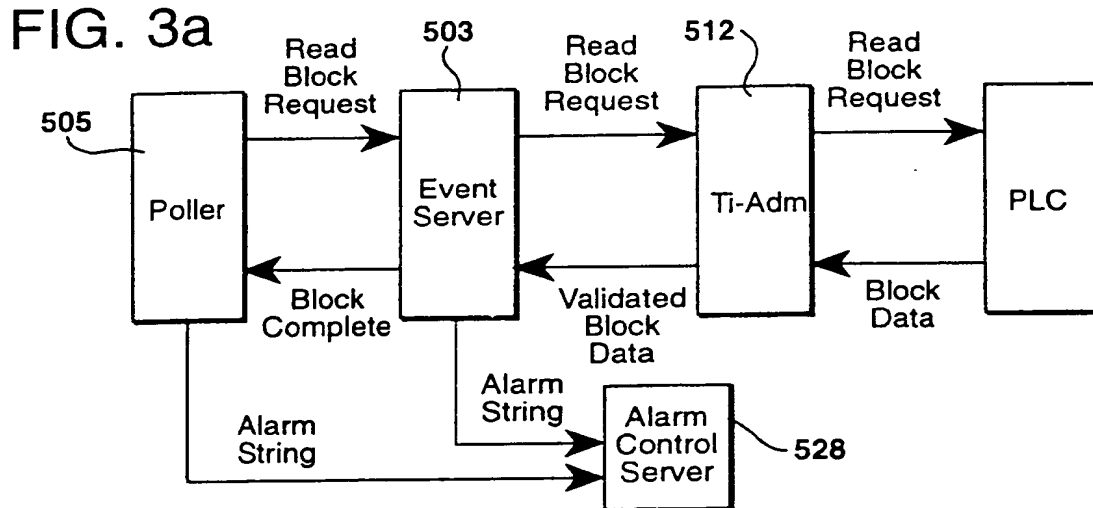 FIG. 3a
503
512
505
Read
Block
Request
Read
Block
Request
Read
Block
Request
Poller
Event
Server
Ti-Adm
PLC
Block
Complete
Validated
Block
Data
Block
Data
Alarm
String
Alarm
String
Alarm
Control
Server
528